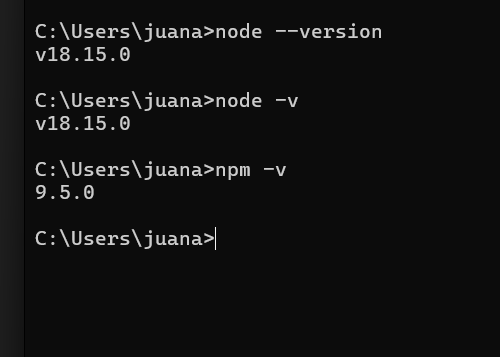 C:\Users\juana>node --version
v18.15.0
C:\Users\juana>node -v
v18.15.0
C:\Users\juana>npm -v
9.5.0
C:\Users\juana>